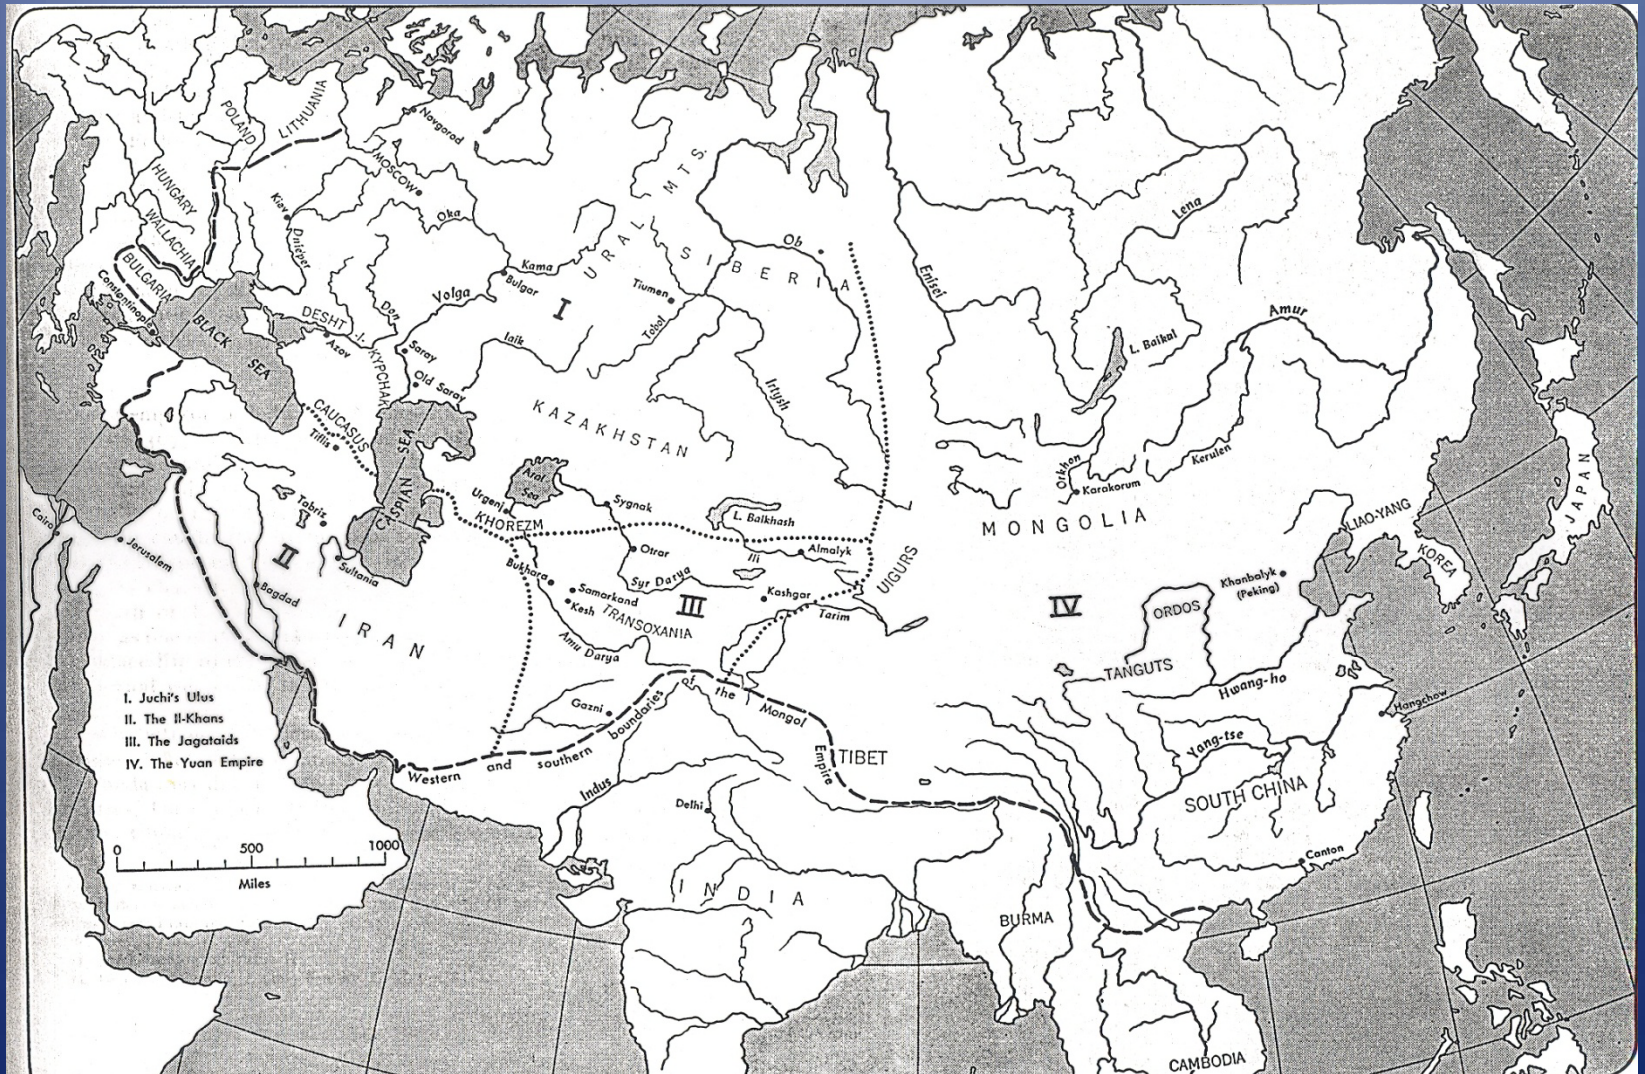 POLAND
LITHUANIA
Novgorod
MOSCOW
HUNGARY
WALLACHIA
BULGARIA
Constantinople
Kiev
Dnieper
Oka
Kama
Bulgar
Volga
Don
URAL MTS.
SIBERIA
Ob
Tiumen
Tobol
I
Iaik
Irtysh
Enisei
Lena
Amur
L. Baikal
BLACK SEA
DESHT -I- KYPCHAK
Azov
Saray
Old Saray
KAZAKHSTAN
CAUCASUS
Tiflis
CASPIAN SEA
Aral Sea
Urgenj
KHOREZM
Sygnak
L. Balkhash
Otrar
Ili
Almalyk
UIGURS
Orkhon
Karakorum
Kerulen
MONGOLIA
LIAO-YANG
KOREA
JAPAN
Cairo
Jerusalem
Tabriz
II
Sultania
Bagdad
IRAN
Bukhara
Samarkand
Kesh
Syr Darya
III
TRANSOXANIA
Kashgar
Tarim
Amu Darya
IV
ORDOS
Khanbalyk
(Peking)
TANGUTS
Hwang-ho
Hangchow
Yang-tse
SOUTH CHINA
Canton
Gazni
Western and southern boundaries of the Mongol Empire
TIBET
Indus
Delhi
INDIA
BURMA
CAMBODIA
I. Juchi's Ulus
II. The Il-Khans
III. The Jagataids
IV. The Yuan Empire
0 500 1000
Miles